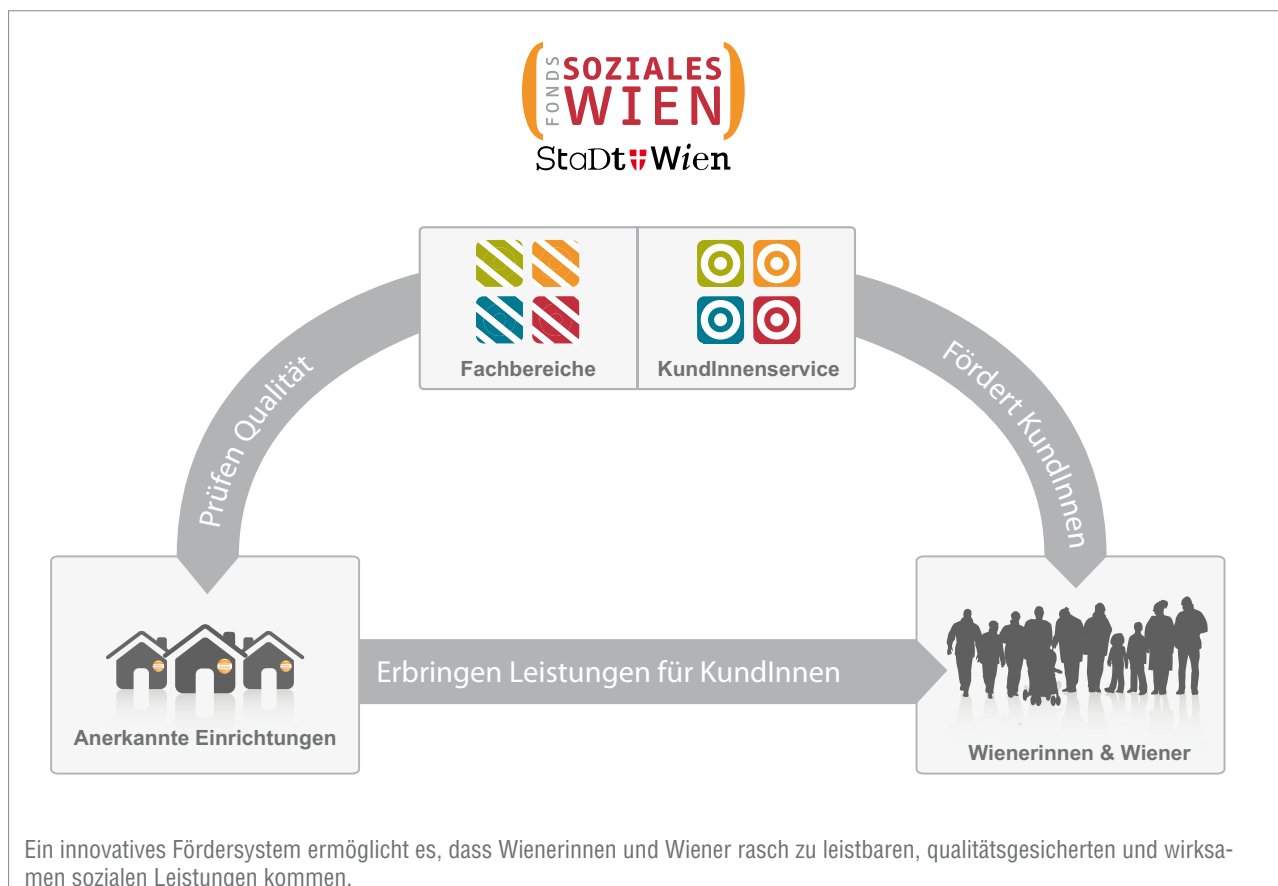 FONDS
SOZIALES
WIEN
StaDt Wien
Fachbereiche
KundInnenservice
Prüfen Qualität
Fördert KundInnen
Erbringen Leistungen für KundInnen
Anerkannte Einrichtungen
Wienerinnen & Wiener
Ein innovatives Fördersystem ermöglicht es, dass Wienerinnen und Wiener rasch zu leistbaren, qualitätsgesicherten und wirksa-
men sozialen Leistungen kommen.